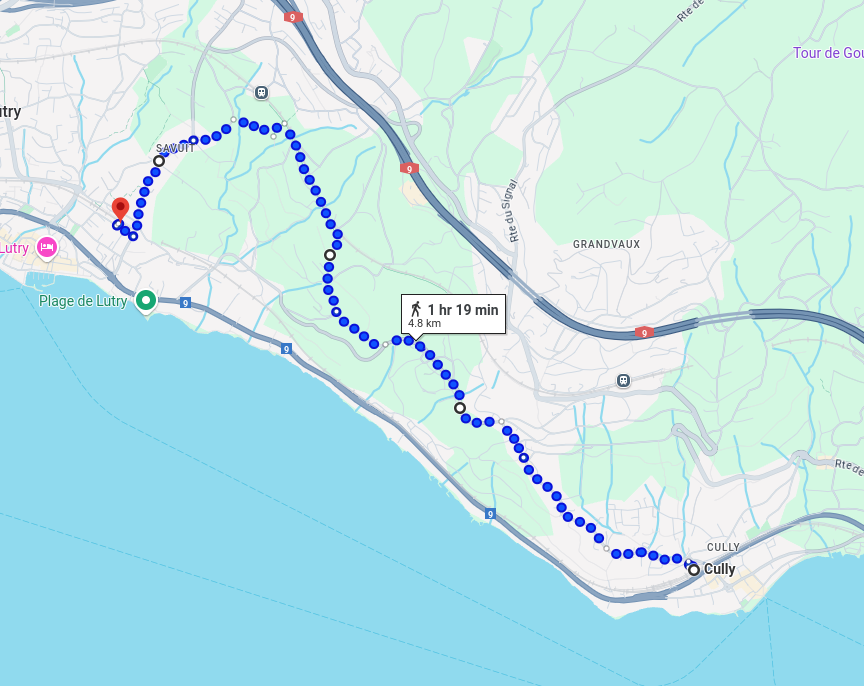 9
Rte de
Tour de Gou
utry
SAVUIT
9
Rte du Signal
GRANDVAUX
Lutry
Plage de Lutry
9
1 hr 19 min
4.8 km
9
9
Rte de
9
CULLY
Cully